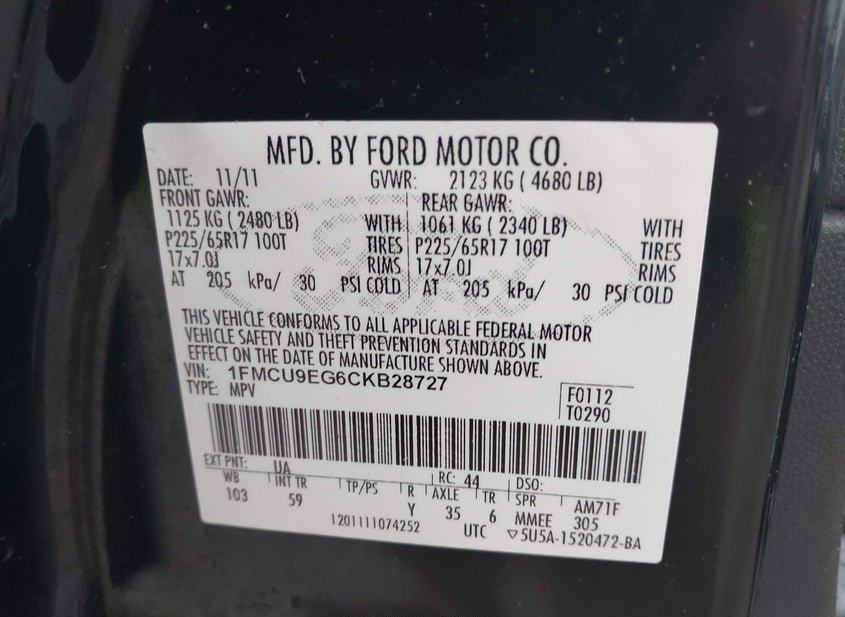 MFD. BY FORD MOTOR CO.
DATE: 11/11 GVWR: 2123 KG ( 4680 LB)
FRONT GAWR: REAR GAWR:
1125 KG ( 2480 LB) WITH 1061 KG ( 2340 LB) WITH
P225/65R17 100T TIRES P225/65R17 100T TIRES
17x7.0J RIMS 17x7.0J RIMS
AT 205 kPa/ 30 PSI COLD AT 205 kPa/ 30 PSI COLD
THIS VEHICLE CONFORMS TO ALL APPLICABLE FEDERAL MOTOR
VEHICLE SAFETY AND THEFT PREVENTION STANDARDS IN
EFFECT ON THE DATE OF MANUFACTURE SHOWN ABOVE.
VIN: 1FMCU9EG6CKB28727
TYPE: MPV
F0112
T0290
EXT PNT: UA RC: 44 DSO:
WB INT TR TP/PS R AXLE TR SPR AM71F
103 59 Y 35 6 MMEE 305
1201111074252 UTC ▽5U5A-1520472-BA